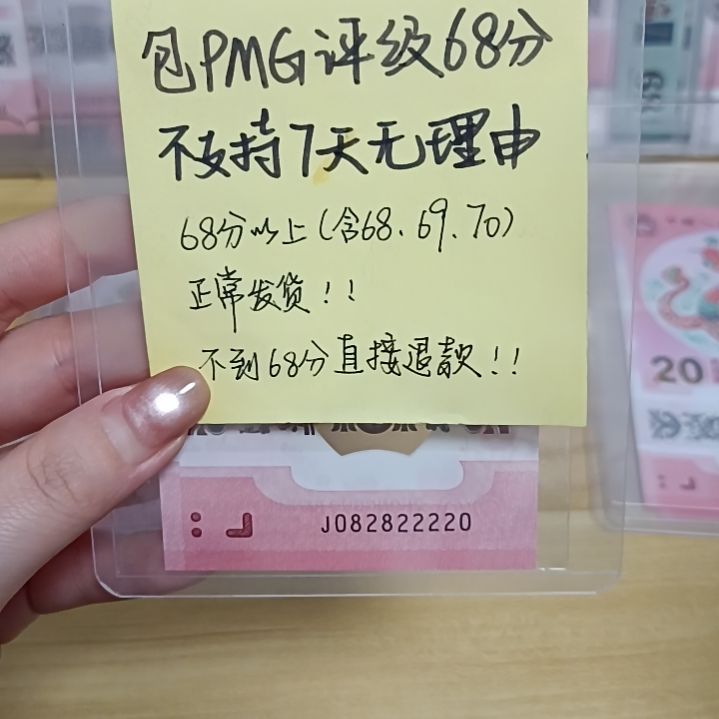 包PMG评级68分
不支持7天无理由
68分以上(含68、69、70)
正常发货!!
不到68分直接退款!!
J082822220
20